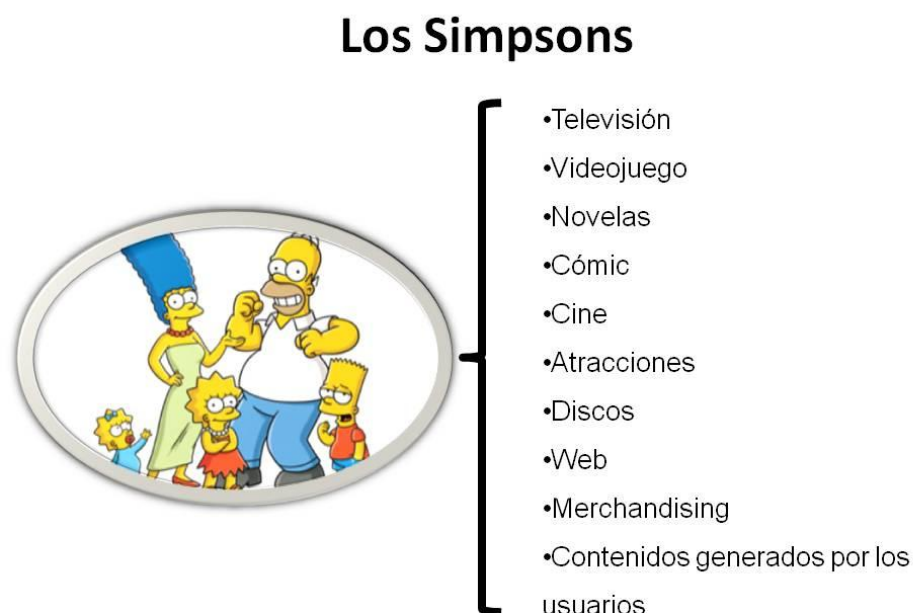 Los Simpsons
•Televisión
•Videojuego
•Novelas
•Cómic
•Cine
•Atracciones
•Discos
•Web
•Merchandising
•Contenidos generados por los
usuarios